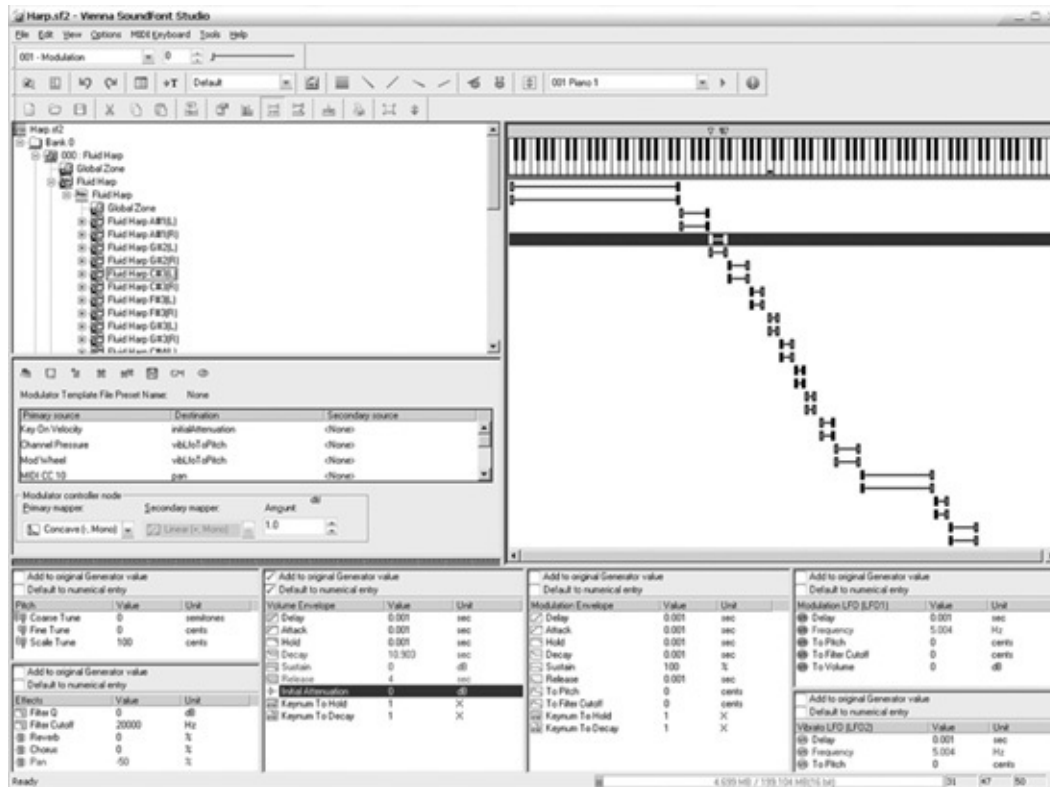 Harp.sf2 - Vienna SoundFont Studio
File Edit View Options MIDI Keyboard Tools Help
001 - Modulation 0
+T Default 001 Piano 1
Harp.sf2
Bank 0
000 : Fluid Harp
Global Zone
Fluid Harp
Fluid Harp
Global Zone
Fluid Harp A#1(L)
Fluid Harp A#1(R)
Fluid Harp G#2(L)
Fluid Harp G#2(R)
Fluid Harp C#3(L)
Fluid Harp C#3(R)
Fluid Harp F#3(L)
Fluid Harp F#3(R)
Fluid Harp G#3(L)
Fluid Harp G#3(R)
Modulator Template File Preset Name: None
Primary source Destination Secondary source
Key On Velocity initialAttenuation <None>
Channel Pressure vibLfoToPitch <None>
Mod Wheel vibLfoToPitch <None>
MIDI CC 10 pan <None>
Modulator controller node
Primary mapper: Secondary mapper: Amount: dB
Concave (-, Mono) Linear (+, Mono) 1.0
Add to original Generator value
Default to numerical entry
Pitch Value Unit
Coarse Tune 0 semitones
Fine Tune 0 cents
Scale Tune 100 cents
Add to original Generator value
Default to numerical entry
Effects Value Unit
Filter Q 0 dB
Filter Cutoff 20000 Hz
Reverb 0 %
Chorus 0 %
Pan -50 %
Add to original Generator value
Default to numerical entry
Volume Envelope Value Unit
Delay 0.001 sec
Attack 0.001 sec
Hold 0.001 sec
Decay 10.903 sec
Sustain 0 dB
Release 4 sec
Initial Attenuation 0 dB
Keynum To Hold 1 X
Keynum To Decay 1 X
Add to original Generator value
Default to numerical entry
Modulation Envelope Value Unit
Delay 0.001 sec
Attack 0.001 sec
Hold 0.001 sec
Decay 0.001 sec
Sustain 100 %
Release 0.001 sec
To Pitch 0 cents
To Filter Cutoff 0 cents
Keynum To Hold 1 X
Keynum To Decay 1 X
Add to original Generator value
Default to numerical entry
Modulation LFO (LFO1) Value Unit
Delay 0.001 sec
Frequency 5.004 Hz
To Pitch 0 cents
To Filter Cutoff 0 cents
To Volume 0 dB
Add to original Generator value
Default to numerical entry
Vibrato LFO (LFO2) Value Unit
Delay 0.001 sec
Frequency 5.004 Hz
To Pitch 0 cents
Ready 4.699 MB / 199.104 MB(16 bit)